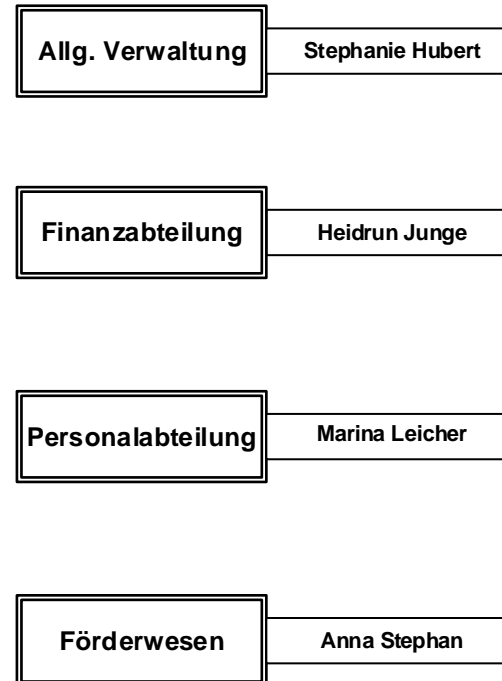 Allg. Verwaltung
Stephanie Hubert
Finanzabteilung
Heidrun Junge
Personalabteilung
Marina Leicher
Förderwesen
Anna Stephan